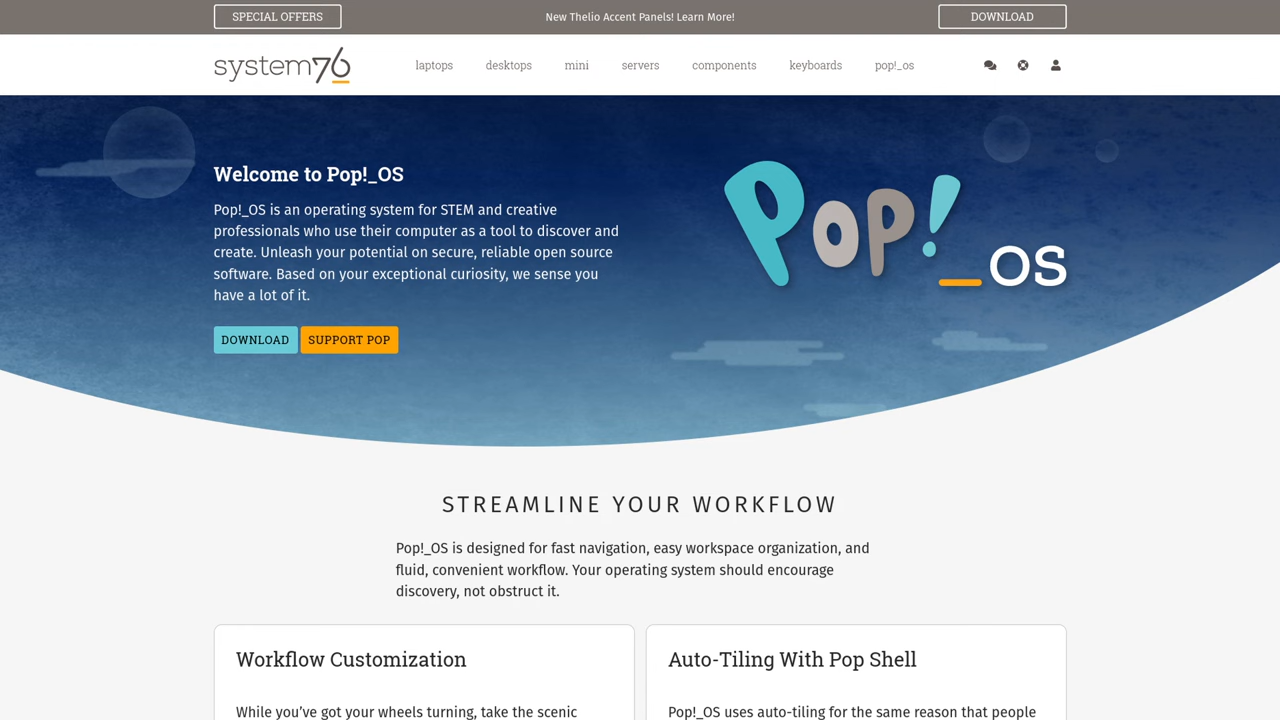 SPECIAL OFFERS
New Thelio Accent Panels! Learn More!
DOWNLOAD
system76
laptops
desktops
mini
servers
components
keyboards
pop!_os
Welcome to Pop!_OS
Pop!_OS is an operating system for STEM and creative
professionals who use their computer as a tool to discover and
create. Unleash your potential on secure, reliable open source
software. Based on your exceptional curiosity, we sense you
have a lot of it.
DOWNLOAD
SUPPORT POP
Pop!_OS
STREAMLINE YOUR WORKFLOW
Pop!_OS is designed for fast navigation, easy workspace organization, and
fluid, convenient workflow. Your operating system should encourage
discovery, not obstruct it.
Workflow Customization
While you’ve got your wheels turning, take the scenic
Auto-Tiling With Pop Shell
Pop!_OS uses auto-tiling for the same reason that people